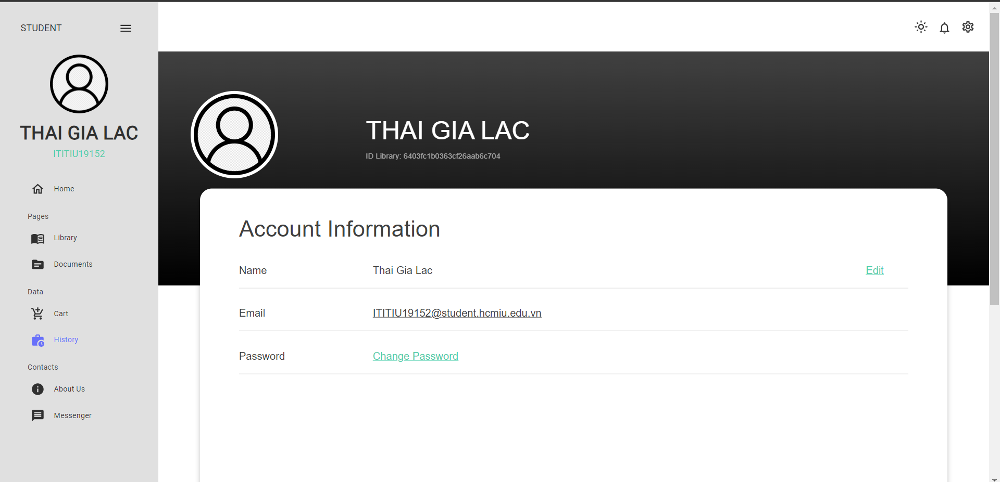 STUDENT
THAI GIA LAC
ITITIU19152
Home
Pages
Library
Documents
Data
Cart
History
Contacts
About Us
Messenger
THAI GIA LAC
ID Library: 6403fc1b0363cf26aab6c704
Account Information
Name Thai Gia Lac Edit
Email ITITIU19152@student.hcmiu.edu.vn
Password Change Password